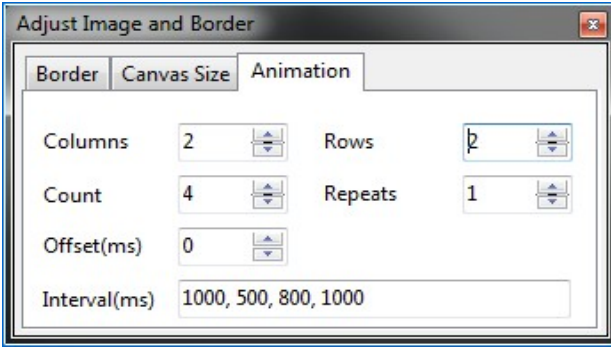 Adjust Image and Border
Border Canvas Size Animation
Columns 2 Rows 2
Count 4 Repeats 1
Offset(ms) 0
Interval(ms) 1000, 500, 800, 1000